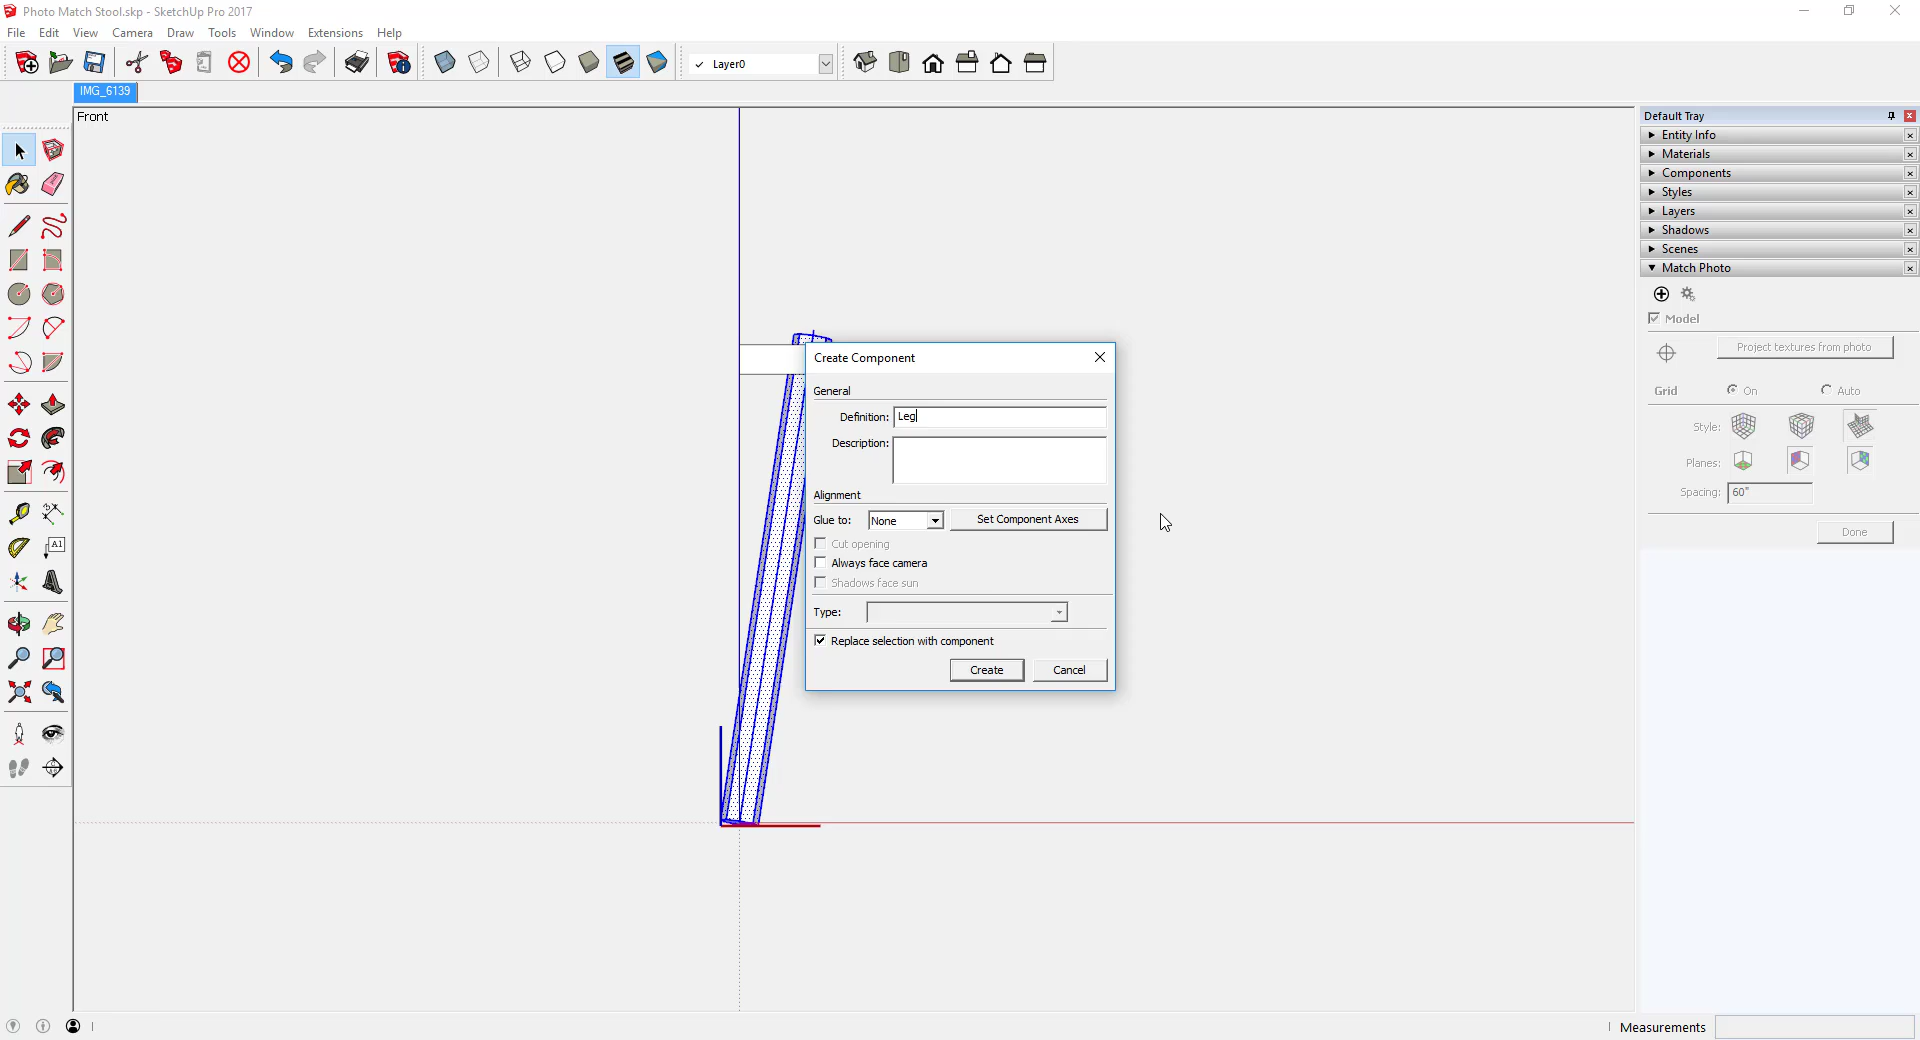 Photo Match Stool.skp - SketchUp Pro 2017
File Edit View Camera Draw Tools Window Extensions Help
Layer0
IMG_6139
Front
Default Tray
Entity Info
Materials
Components
Styles
Layers
Shadows
Scenes
Match Photo
Model
Project textures from photo
Grid On Auto
Style:
Planes:
Spacing: 60"
Done
A1
Create Component
General
Definition: Leg
Description:
Alignment
Glue to: None Set Component Axes
Cut opening
Always face camera
Shadows face sun
Type:
Replace selection with component
Create Cancel
Measurements